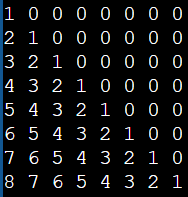 1 0 0 0 0 0 0 0
2 1 0 0 0 0 0 0
3 2 1 0 0 0 0 0
4 3 2 1 0 0 0 0
5 4 3 2 1 0 0 0
6 5 4 3 2 1 0 0
7 6 5 4 3 2 1 0
8 7 6 5 4 3 2 1